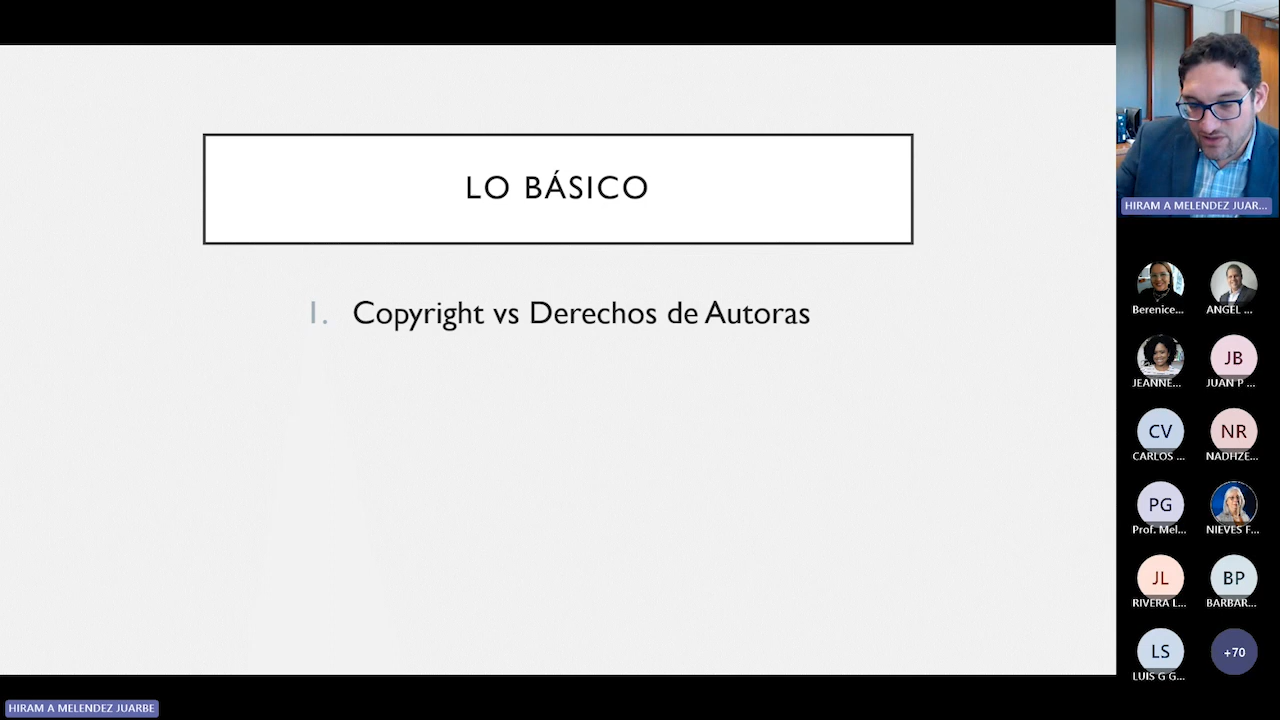 LO BÁSICO
1. Copyright vs Derechos de Autoras
HIRAM A MELENDEZ JUAR...
Berenice...
ANGEL ...
JEANNE...
JB
JUAN P ...
CV
CARLOS ...
NR
NADHZE...
PG
Prof. Mel...
NIEVES F...
JL
RIVERA L...
BP
BARBAR...
LS
LUIS G G...
+70
HIRAM A MELENDEZ JUARBE